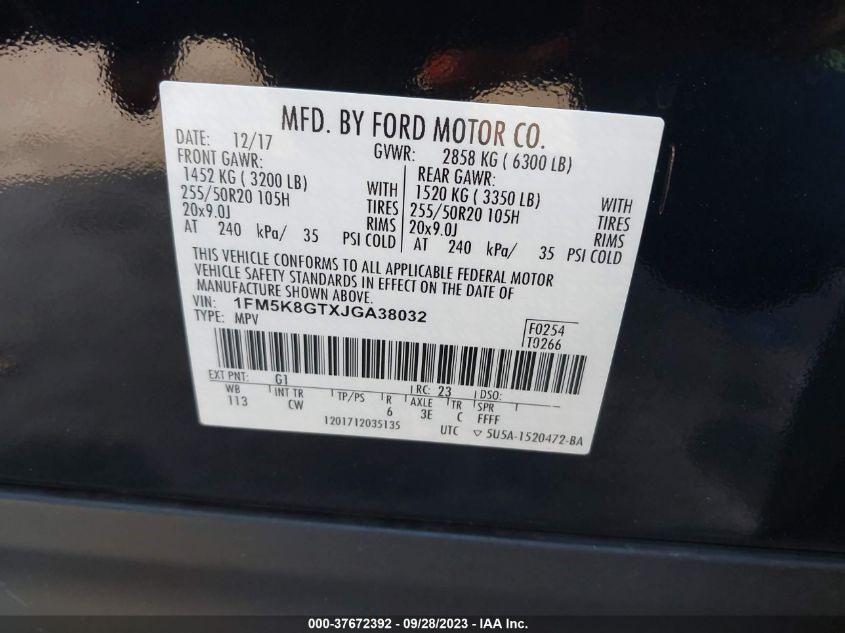 MFD. BY FORD MOTOR CO.
DATE: 12/17 GVWR: 2858 KG ( 6300 LB)
FRONT GAWR: REAR GAWR:
1452 KG ( 3200 LB) WITH 1520 KG ( 3350 LB) WITH
255/50R20 105H TIRES 255/50R20 105H TIRES
20x9.0J RIMS 20x9.0J RIMS
AT 240 kPa/ 35 PSI COLD AT 240 kPa/ 35 PSI COLD
THIS VEHICLE CONFORMS TO ALL APPLICABLE FEDERAL MOTOR
VEHICLE SAFETY STANDARDS IN EFFECT ON THE DATE OF
MANUFACTURE SHOWN ABOVE.
VIN: 1FM5K8GTXJGA38032
TYPE: MPV
F0254
T0266
EXT PNT: G1 RC: 23 DSO:
WB INT TR TP/PS R AXLE TR SPR
113 CW 6 3E C FFFF
1201712035135 UTC ▽ 5U5A-1520472-BA
000-37672392 - 09/28/2023 - IAA Inc.